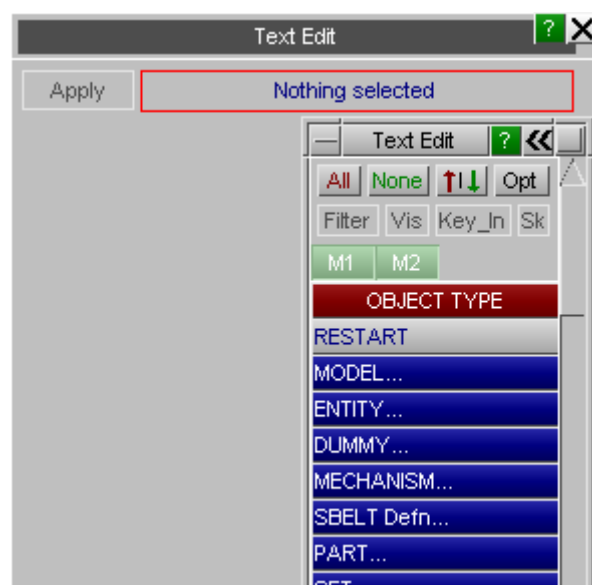 Text Edit ?
Apply Nothing selected
Text Edit ?
All None Opt
Filter Vis Key_In Sk
M1 M2
OBJECT TYPE
RESTART
MODEL...
ENTITY...
DUMMY...
MECHANISM...
SBELT Defn...
PART...